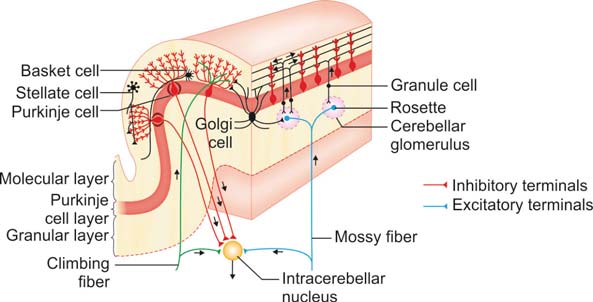 Basket cell
Stellate cell
Purkinje cell
Golgi
cell
Granule cell
Rosette
Cerebellar
glomerulus
Molecular layer
Purkinje
cell layer
Granular layer
Climbing
fiber
Mossy fiber
Intracerebellar
nucleus
Inhibitory terminals
Excitatory terminals